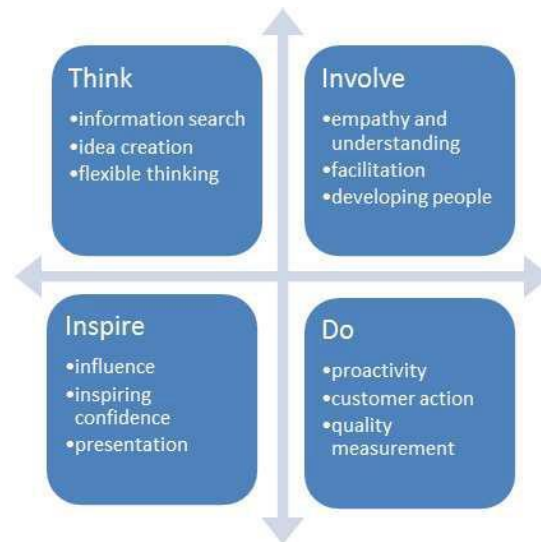 Think
•information search
•idea creation
•flexible thinking
Involve
•empathy and
understanding
•facilitation
•developing people
Inspire
•influence
•inspiring
confidence
•presentation
Do
•proactivity
•customer action
•quality
measurement